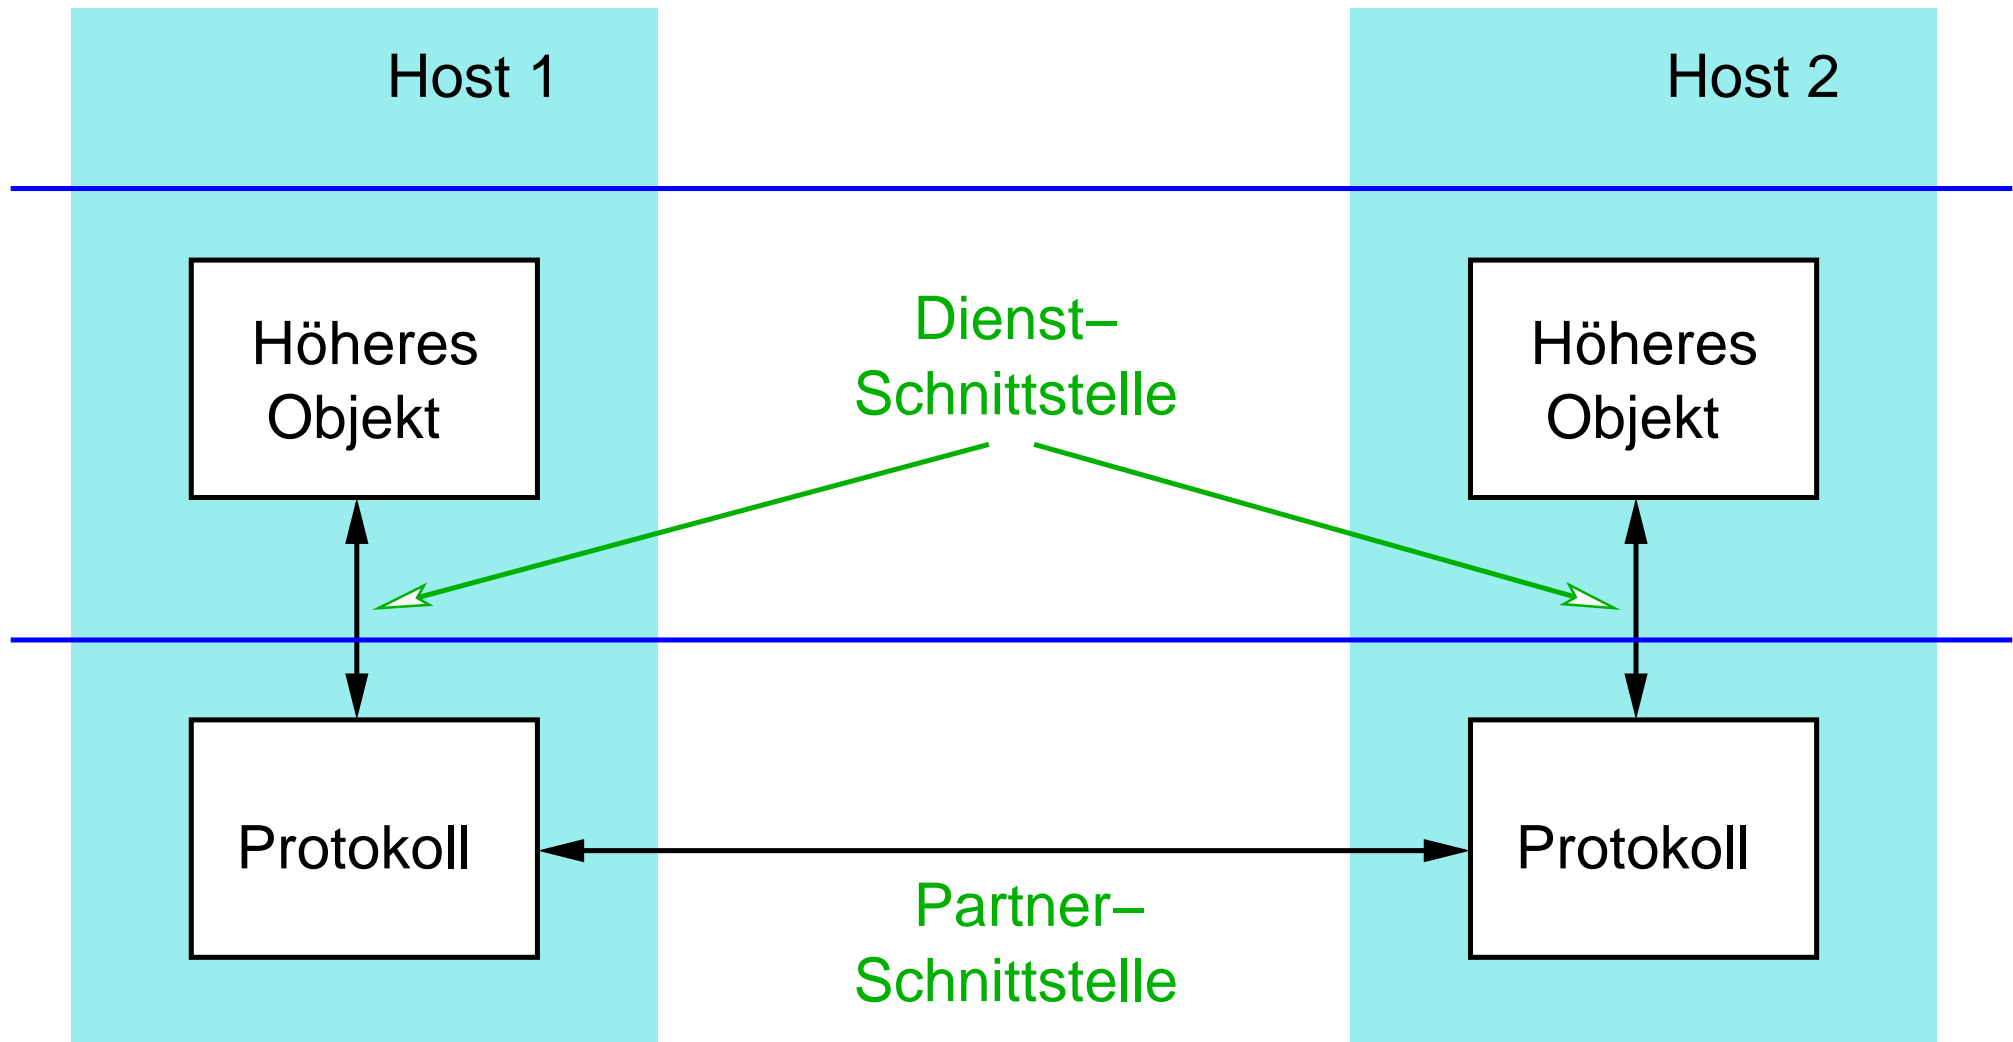 Host 1
Host 2
Höheres
Objekt
Dienst–
Schnittstelle
Höheres
Objekt
Protokoll
Partner–
Schnittstelle
Protokoll